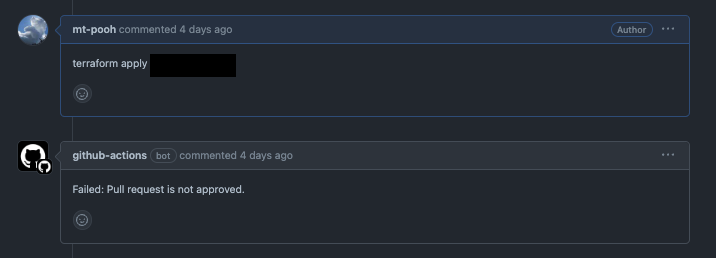 mt-pooh commented 4 days ago Author
terraform apply
github-actions bot commented 4 days ago
Failed: Pull request is not approved.